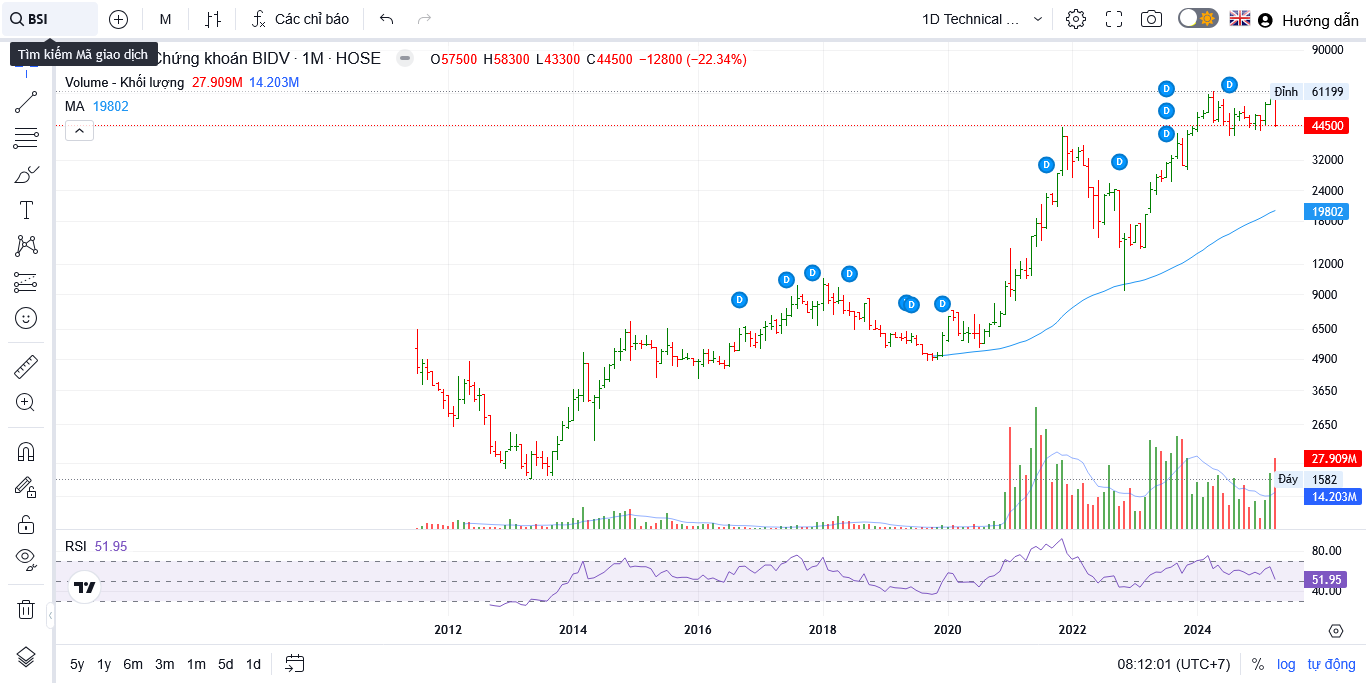 BSI
M
Các chỉ báo
1D Technical ...
Hướng dẫn
Tìm kiếm Mã giao dịch
Chứng khoán BIDV · 1M · HOSE
O57500 H58300 L43300 C44500 −12800 (−22.34%)
Volume - Khối lượng 27.909M 14.203M
MA 19802
90000
Đỉnh 61199
44500
32000
24000
19802
18000
12000
9000
6500
4900
3650
2650
27.909M
Đáy 1582
14.203M
D
D
D
D
D
D
D
D
D
D
D
D
RSI 51.95
80.00
51.95
40.00
2012 2014 2016 2018 2020 2022 2024
5y 1y 6m 3m 1m 5d 1d
08:12:01 (UTC+7) % log tự động